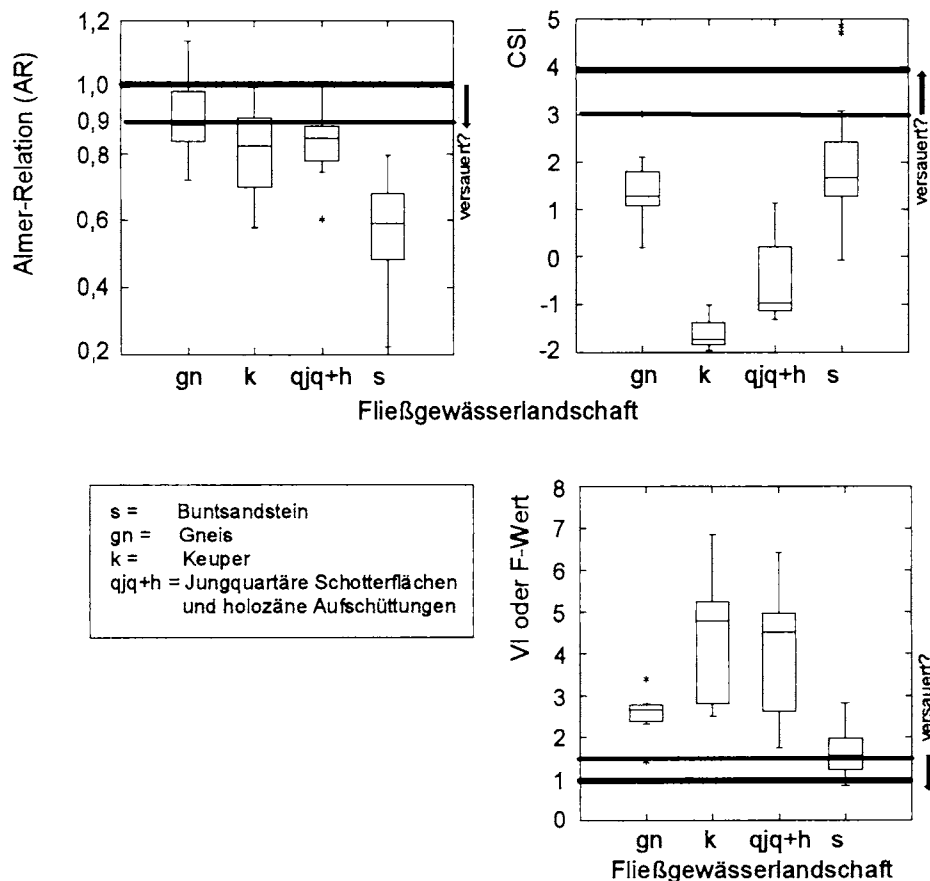 Almer-Relation (AR)
1,2
1,0
0,9
0,8
0,6
0,4
0,2
gn k qjq+h s
versauert?
CSI
5
4
3
2
1
0
-1
-2
gn k qjq+h s
versauert?
Fließgewässerlandschaft
s = Buntsandstein
gn = Gneis
k = Keuper
qjq+h = Jungquartäre Schotterflächen
und holozäne Aufschüttungen
VI oder F-Wert
8
7
6
5
4
3
2
1
0
gn k qjq+h s
versauert?
Fließgewässerlandschaft